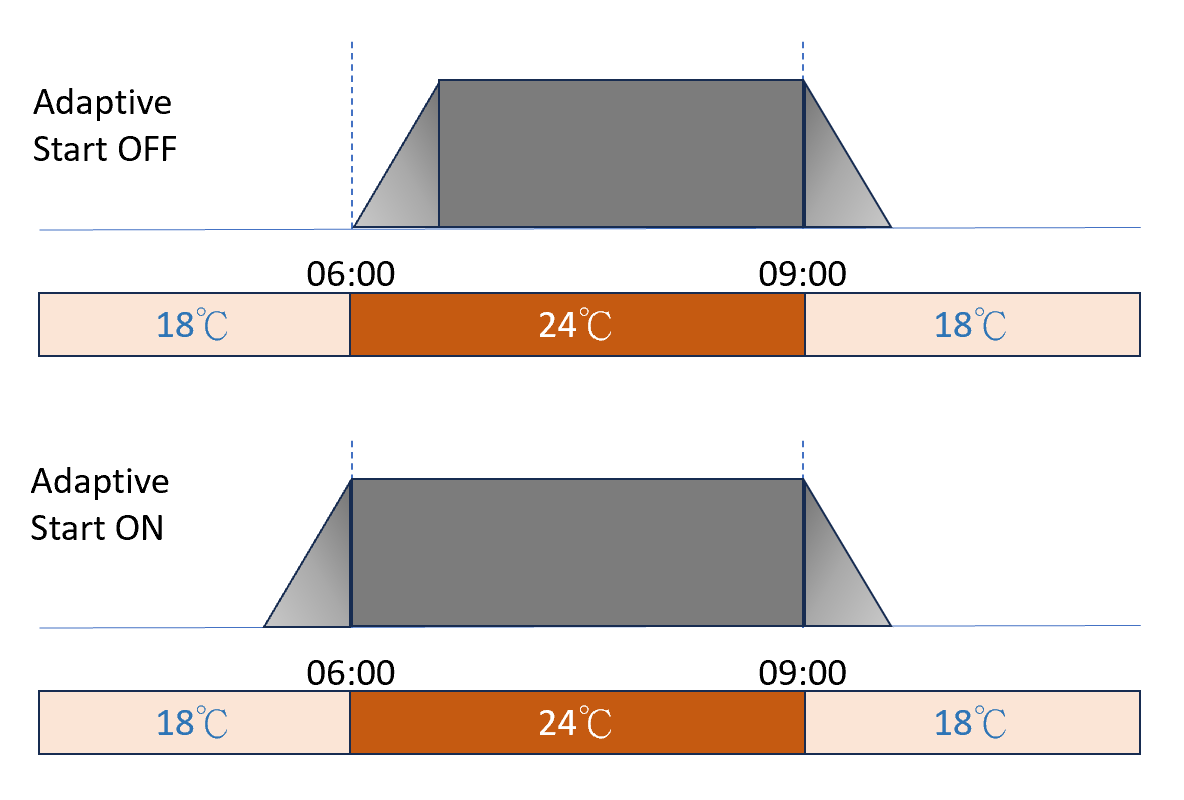 Adaptive
Start OFF
06:00 09:00
18℃ 24℃ 18℃
Adaptive
Start ON
06:00 09:00
18℃ 24℃ 18℃